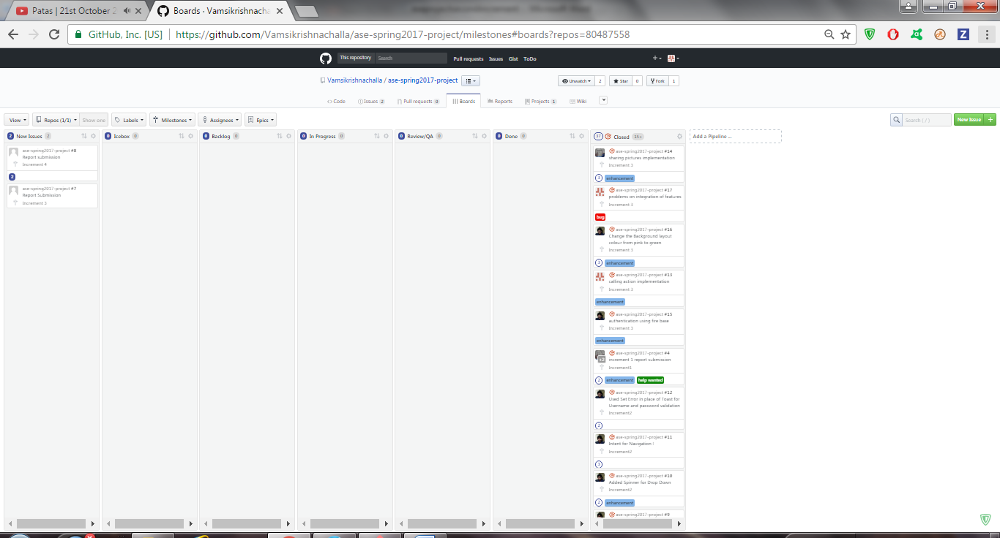 Patas | 21st October 2
Boards · Vamsikrishnacha
GitHub, Inc. [US]
https://github.com/Vamsikrishnachalla/ase-spring2017-project/milestones#boards?repos=80487558
This repository
Search
Pull requests
Issues
Gist
ToDo
Vamsikrishnachalla / ase-spring2017-project
Unwatch 2
Star 0
Fork 1
Code
Issues 2
Pull requests 0
Boards
Reports
Projects 1
Wiki
View
Repos (1/1)
Show one
Labels
Milestones
Assignees
Epics
Search ( / )
New Issue +
2 New Issues 2
0 Icebox 0
0 Backlog 0
0 In Progress 0
0 Review/QA 0
0 Done 0
37 Closed 15+
Add a Pipeline ...
ase-spring2017-project #8
Report submission
Increment 4
2
ase-spring2017-project #7
Report Submission
Increment 3
ase-spring2017-project #14
sharing pictures implementation
Increment 3
3 enhancement
ase-spring2017-project #17
problems on integration of features
Increment 3
bug
ase-spring2017-project #16
Change the Background layout
colour from pink to green
Increment 3
3 enhancement
ase-spring2017-project #13
calling action implementation
Increment 3
enhancement
ase-spring2017-project #15
authentication using fire base
Increment 3
enhancement
ase-spring2017-project #4
increment 1 report submission
Increment1
2 enhancement help wanted
ase-spring2017-project #12
Used Set Error in place of Toast for
Username and password validation
Increment2
2
ase-spring2017-project #11
Intent for Navigation !
Increment2
3
ase-spring2017-project #10
Added Spinner for Drop Down
Increment2
2 enhancement
ase-spring2017-project #9